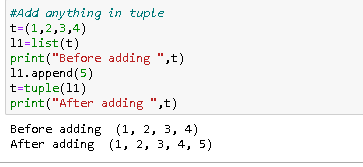 #Add anything in tuple
t=(1,2,3,4)
l1=list(t)
print("Before adding ",t)
l1.append(5)
t=tuple(l1)
print("After adding ",t)
Before adding  (1, 2, 3, 4)
After adding  (1, 2, 3, 4, 5)